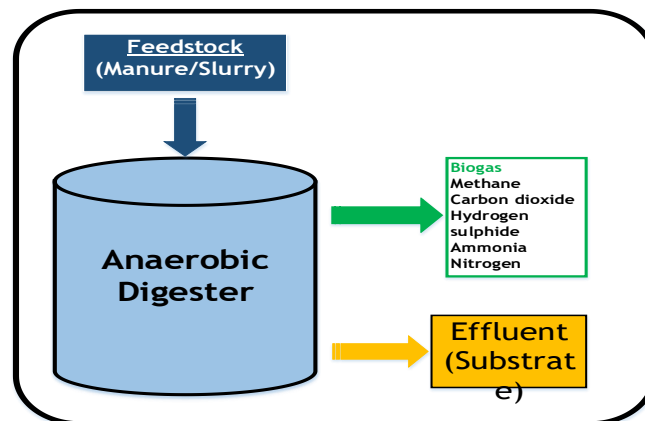 Feedstock
(Manure/Slurry)
Anaerobic
Digester
Biogas
Methane
Carbon dioxide
Hydrogen
sulphide
Ammonia
Nitrogen
Effluent
(Substrat
e)